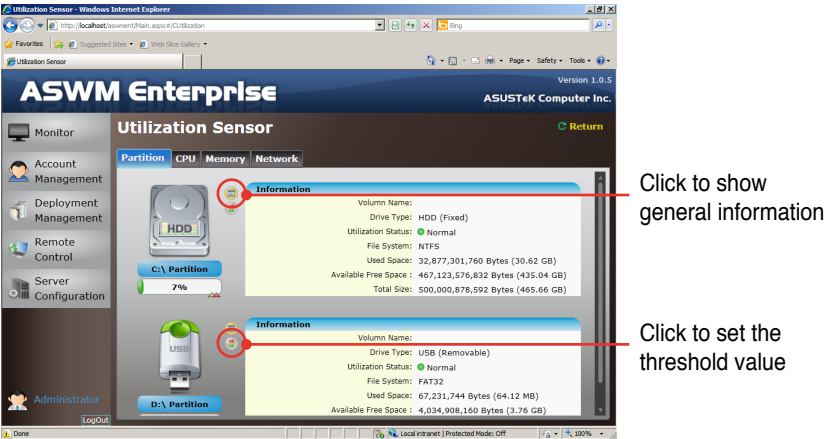 Utilization Sensor - Windows Internet Explorer
http://localhost/aswment/Main.aspx#/CUtilization
Bing
Favorites Suggested Sites Web Slice Gallery
Utilization Sensor
Page Safety Tools
Version 1.0.5
ASWM Enterprise
ASUSTeK Computer Inc.
Monitor
Account
Management
Deployment
Management
Remote
Control
Server
Configuration
Administrator
LogOut
Utilization Sensor
Return
Partition CPU Memory Network
HDD
C:\ Partition
7%
Information
Volumn Name:
Drive Type: HDD (Fixed)
Utilization Status: Normal
File System: NTFS
Used Space: 32,877,301,760 Bytes (30.62 GB)
Available Free Space : 467,123,576,832 Bytes (435.04 GB)
Total Size: 500,000,878,592 Bytes (465.66 GB)
USB
D:\ Partition
Information
Volumn Name:
Drive Type: USB (Removable)
Utilization Status: Normal
File System: FAT32
Used Space: 67,231,744 Bytes (64.12 MB)
Available Free Space : 4,034,908,160 Bytes (3.76 GB)
Click to show
general information
Click to set the
threshold value
Done
Local intranet | Protected Mode: Off
100%